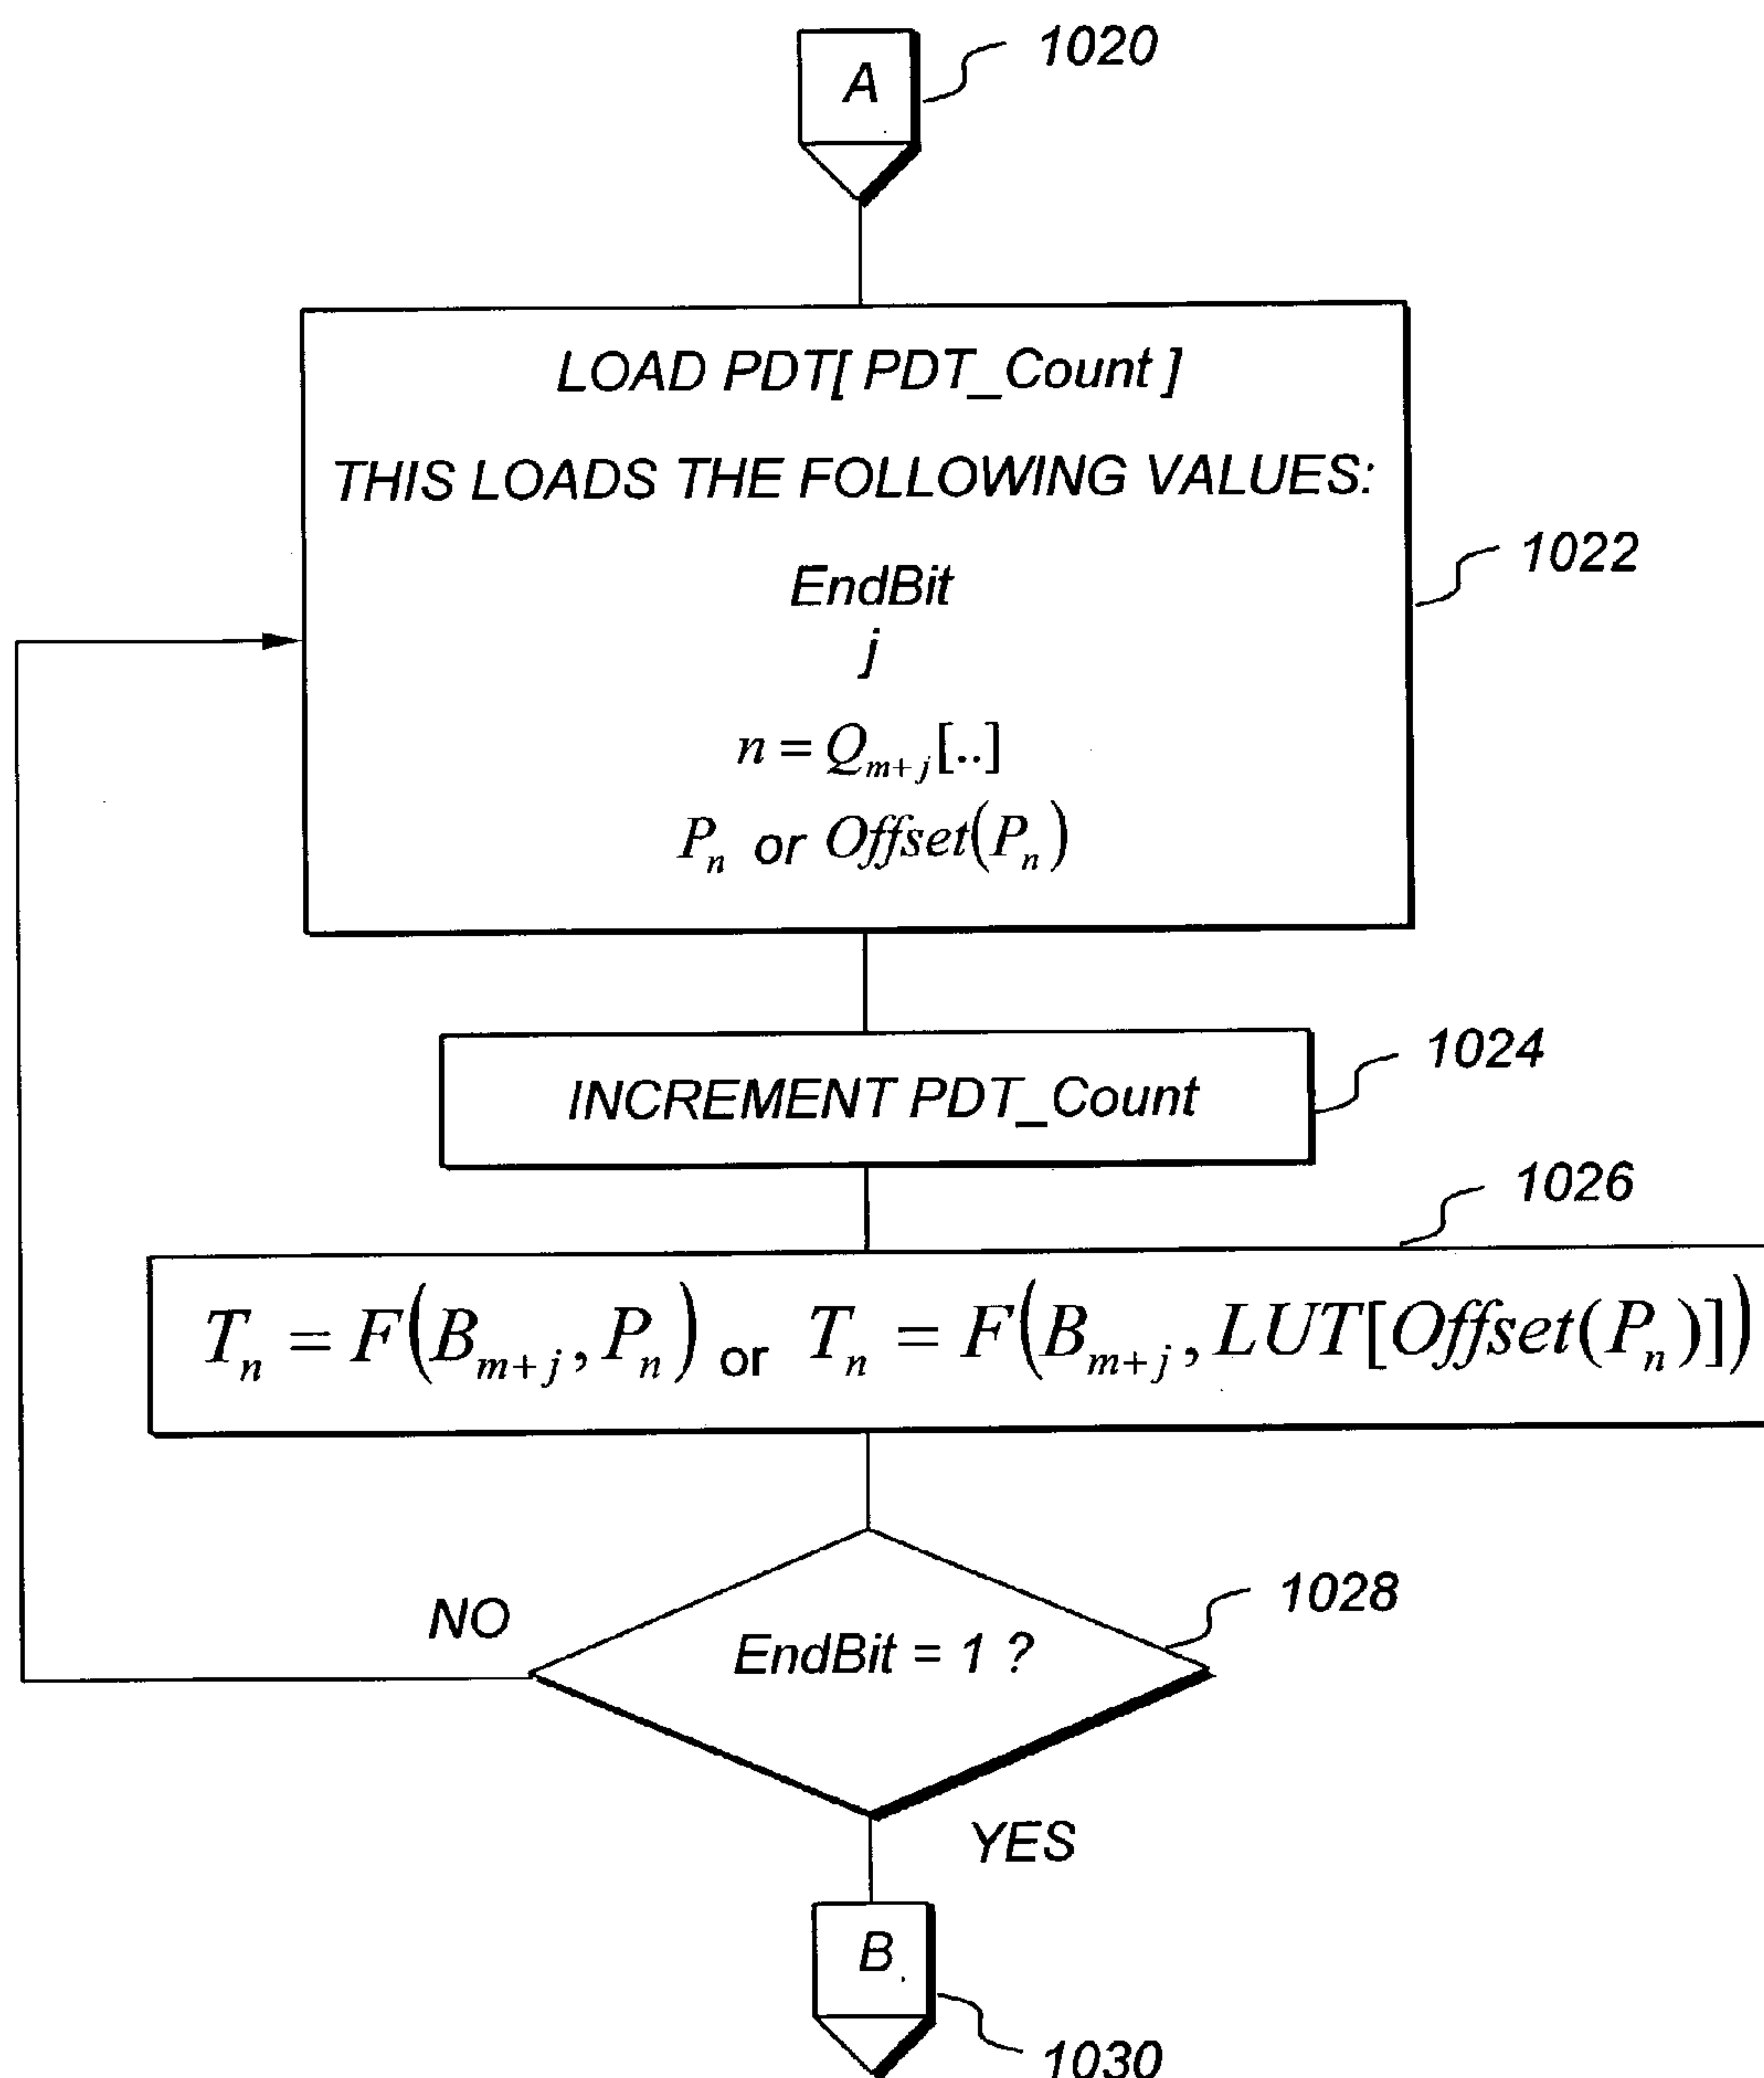 A
1020
LOAD PDT[ PDT_Count ]
THIS LOADS THE FOLLOWING VALUES:
EndBit
j
n = Q_{m+j}[..]
P_n or Offset(P_n)
1022
INCREMENT PDT_Count
1024
1026
T_n = F(B_{m+j}, P_n) or T_n = F(B_{m+j}, LUT[Offset(P_n)])
EndBit = 1 ?
1028
NO
YES
B
1030